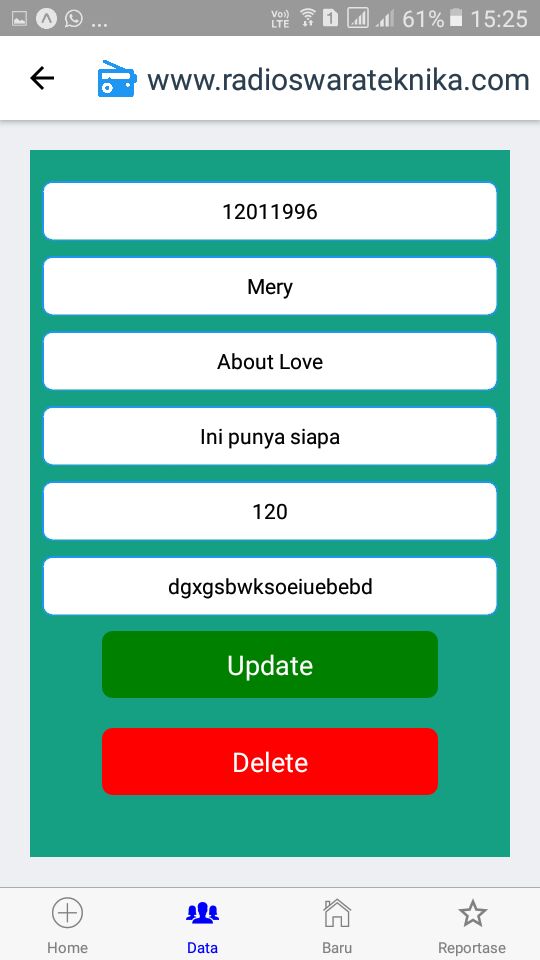 ... Vo)) LTE 1 61% 15:25
www.radioswarateknika.com
12011996
Mery
About Love
Ini punya siapa
120
dgxgsbwksoeiuebebd
Update
Delete
Home Data Baru Reportase